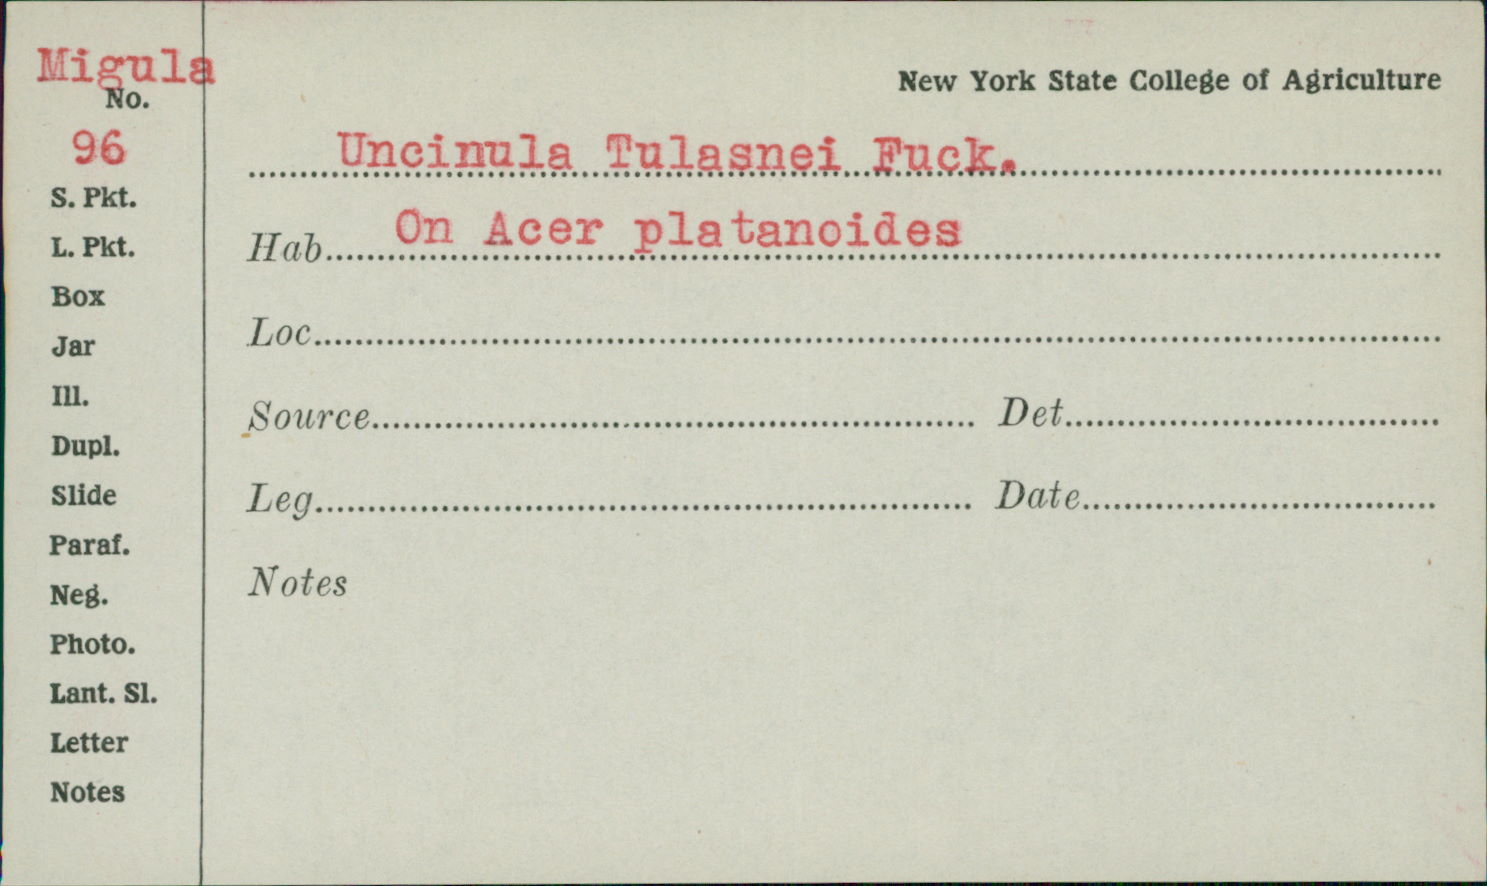 Migula
No.
96
S. Pkt.
L. Pkt.
Box
Jar
Ill.
Dupl.
Slide
Paraf.
Neg.
Photo.
Lant. Sl.
Letter
Notes
New York State College of Agriculture
Uncinula Tulasnei Fuck.
Hab. On Acer platanoides
Loc.
Source. Det.
Leg. Date.
Notes